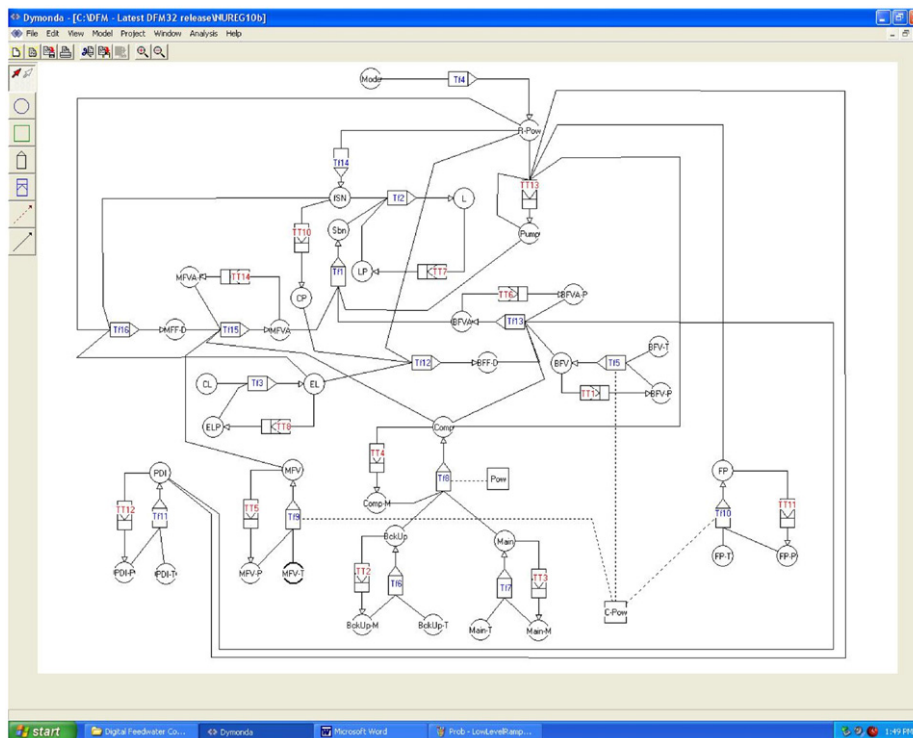 Dymonda - [C:\DFM - Latest DFM32 release\NUREG10b]
File Edit View Model Project Window Analysis Help
Mode Tf4
R-Pow
Tf14
TT13
ISN Tf2 L
TT10 Sbn Pump
LP TT7
MFVA-P TT14 Tf1
CP TT6 BFVA-P
Tf16 MFF-D Tf15 MFVA BFVA Tf13
BFV-T
Tf12 BFF-D BFV Tf5
CL Tf3 EL
TT1 BFV-P
ELP TT0
Comp
TT4
PDI MFV FP
Tf8 Pow
Comp-M
TT12 Tf11 TT5 Tf9 Tf10 TT11
BckUp Main
FP-T FP-P
PDI-P PDI-T MFV-P MFV-T
TT2 Tf6 Tf7 TT3
C-Pow
BckUp-M BckUp-T Main-T Main-M
start Digital Feedwater Co... Dymonda Microsoft Word Prob - LowLevelRamp... 1:49 PM